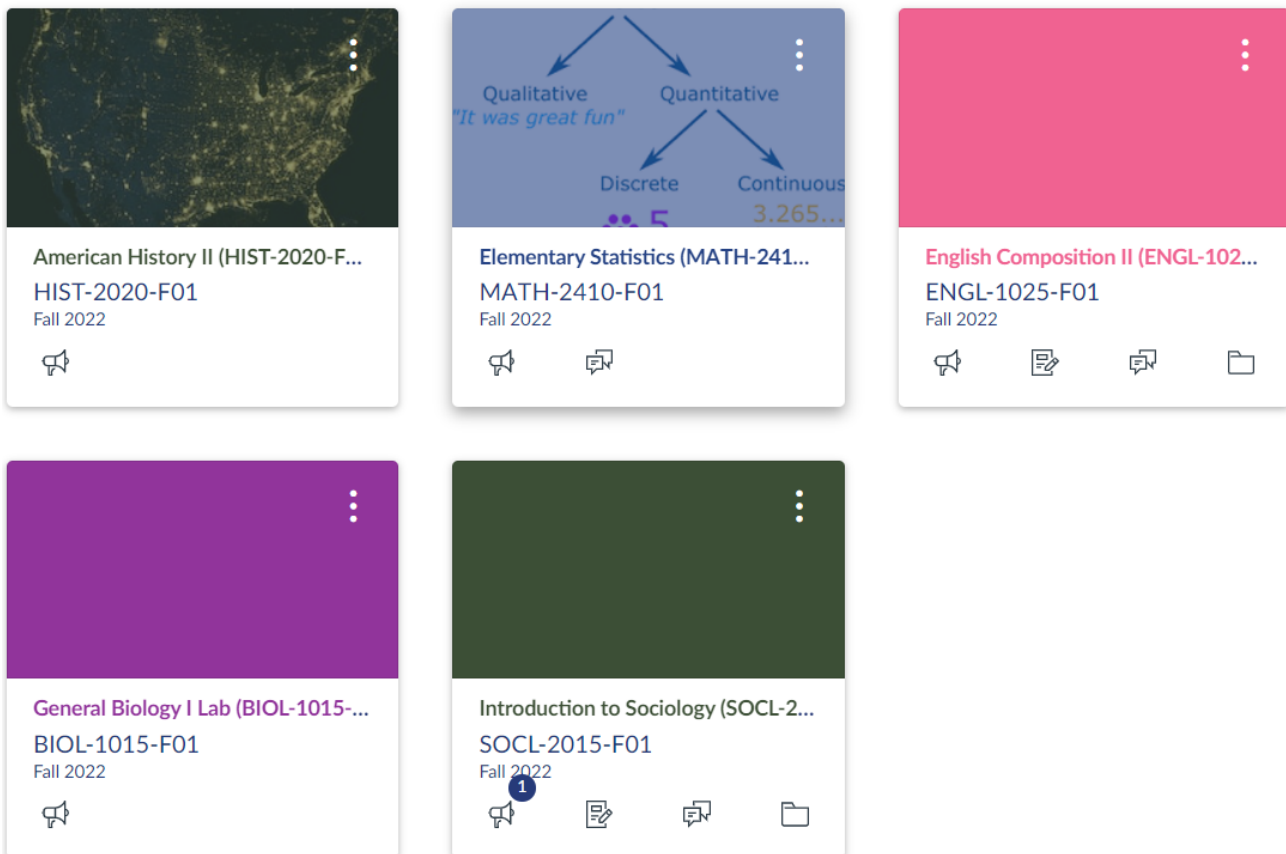 Qualitative
Quantitative
"It was great fun"
Discrete
Continuous
5
3.265...
American History II (HIST-2020-F...
HIST-2020-F01
Fall 2022
Elementary Statistics (MATH-241...
MATH-2410-F01
Fall 2022
English Composition II (ENGL-102...
ENGL-1025-F01
Fall 2022
General Biology I Lab (BIOL-1015-...
BIOL-1015-F01
Fall 2022
Introduction to Sociology (SOCL-2...
SOCL-2015-F01
Fall 2022
1